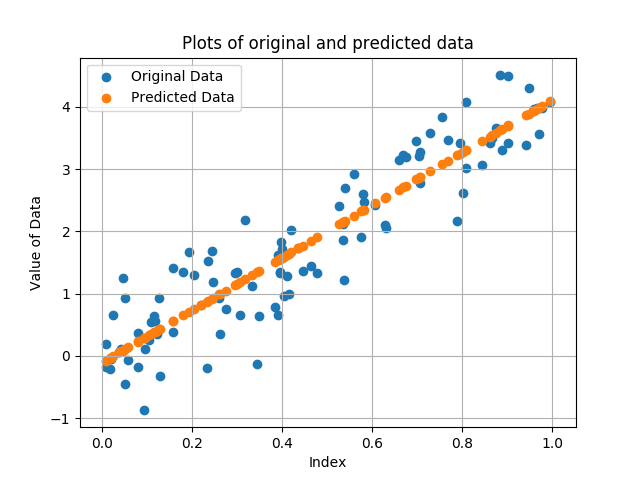 Plots of original and predicted data
Original Data
Predicted Data
Value of Data
4
3
2
1
0
−1
0.0 0.2 0.4 0.6 0.8 1.0
Index